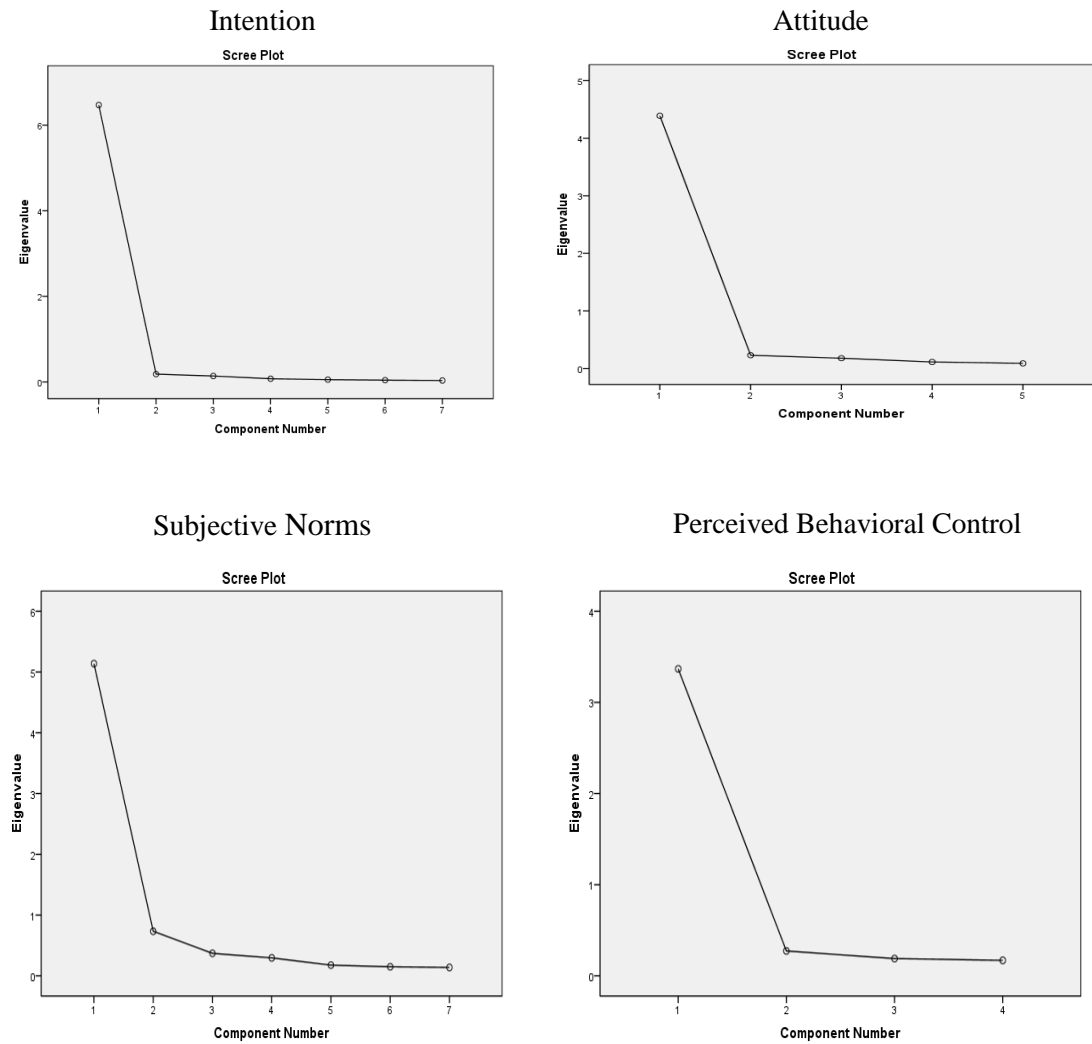 Intention
Scree Plot
Eigenvalue
6
4
2
0
1 2 3 4 5 6 7
Component Number
Attitude
Scree Plot
Eigenvalue
5
4
3
2
1
0
1 2 3 4 5
Component Number
Subjective Norms
Scree Plot
Eigenvalue
6
5
4
3
2
1
0
1 2 3 4 5 6 7
Component Number
Perceived Behavioral Control
Scree Plot
Eigenvalue
4
3
2
1
0
1 2 3 4
Component Number